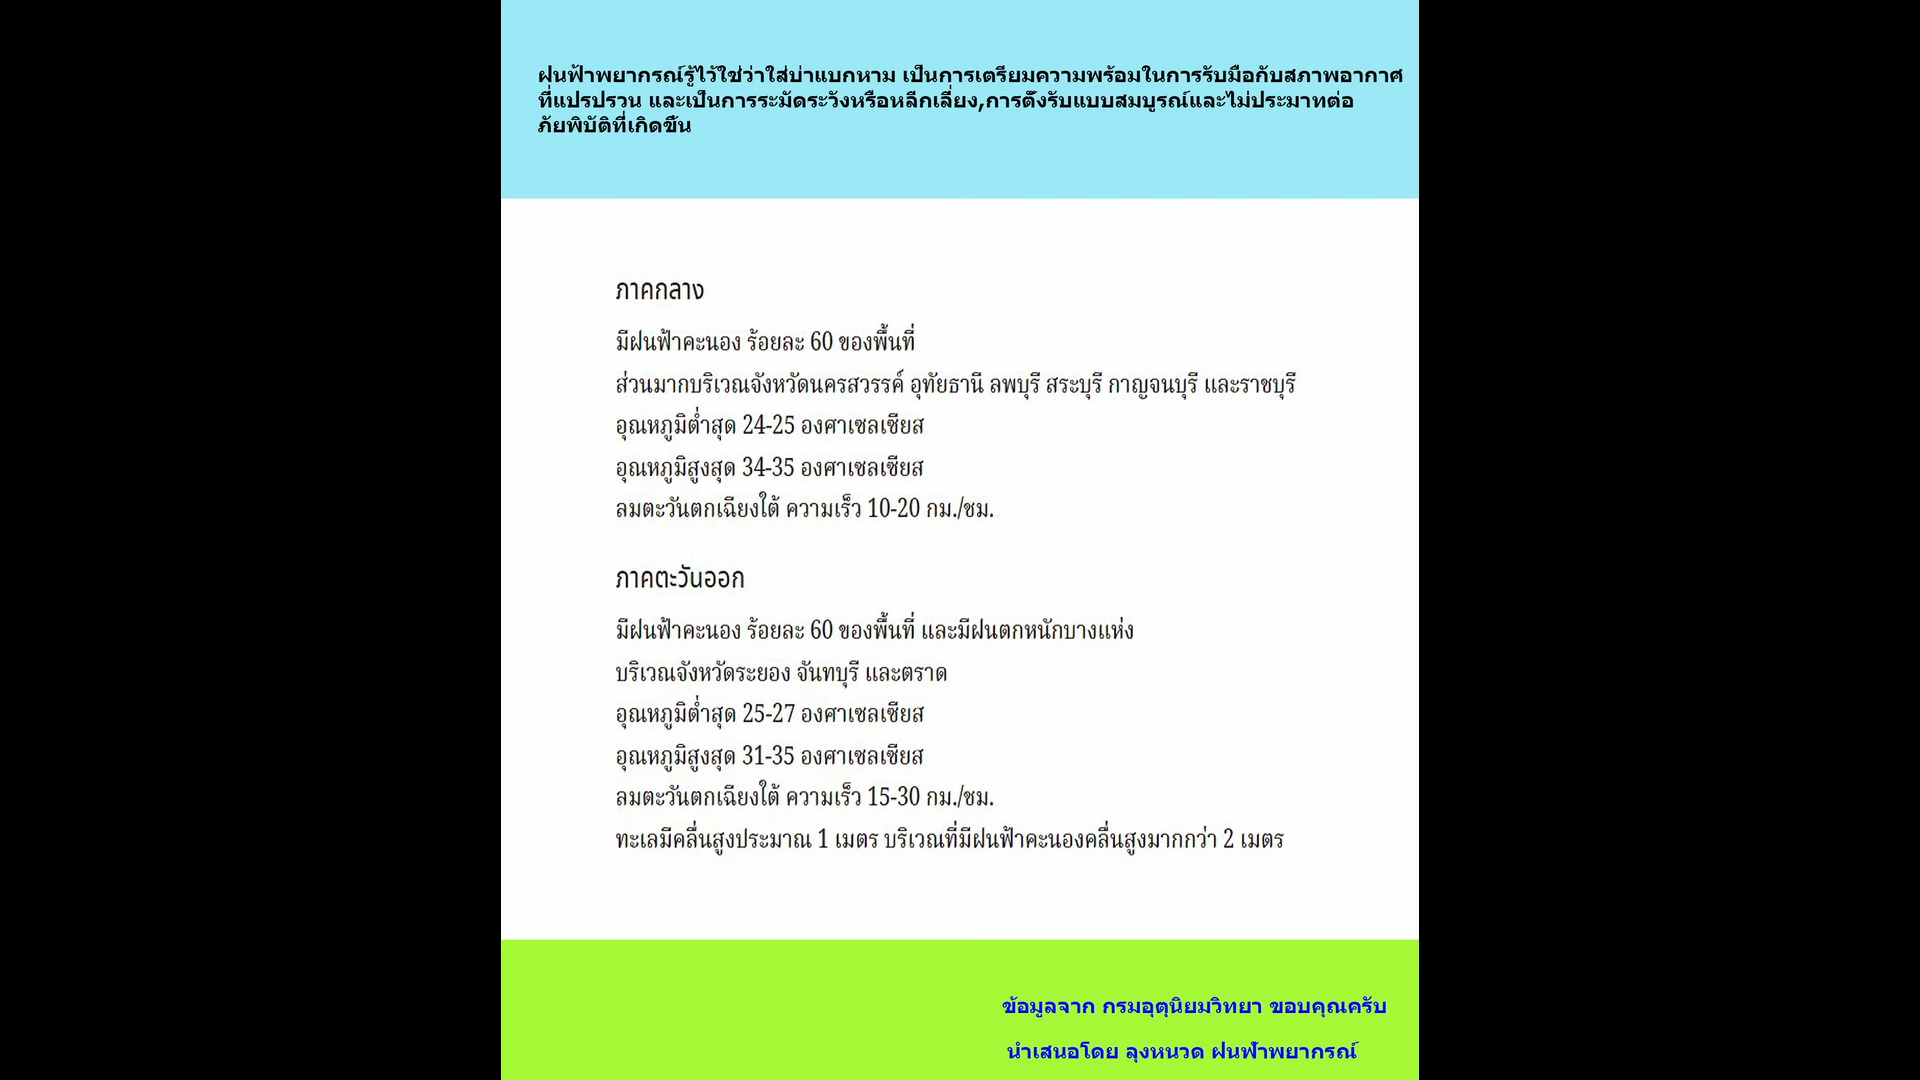 ฝนฟ้าพยากรณ์รู้ไว้ใช่ว่าใส่บ่าแบกหาม เป็นการเตรียมความพร้อมในการรับมือกับสภาพอากาศ
ที่แปรปรวน และเป็นการระมัดระวังหรือหลีกเลี่ยง,การตั้งรับแบบสมบูรณ์และไม่ประมาทต่อ
ภัยพิบัติที่เกิดขึ้น
ภาคกลาง
มีฝนฟ้าคะนอง ร้อยละ 60 ของพื้นที่
ส่วนมากบริเวณจังหวัดนครสวรรค์ อุทัยธานี ลพบุรี สระบุรี กาญจนบุรี และราชบุรี
อุณหภูมิต่ำสุด 24-25 องศาเซลเซียส
อุณหภูมิสูงสุด 34-35 องศาเซลเซียส
ลมตะวันตกเฉียงใต้ ความเร็ว 10-20 กม./ชม.
ภาคตะวันออก
มีฝนฟ้าคะนอง ร้อยละ 60 ของพื้นที่ และมีฝนตกหนักบางแห่ง
บริเวณจังหวัดระยอง จันทบุรี และตราด
อุณหภูมิต่ำสุด 25-27 องศาเซลเซียส
อุณหภูมิสูงสุด 31-35 องศาเซลเซียส
ลมตะวันตกเฉียงใต้ ความเร็ว 15-30 กม./ชม.
ทะเลมีคลื่นสูงประมาณ 1 เมตร บริเวณที่มีฝนฟ้าคะนองคลื่นสูงมากกว่า 2 เมตร
ข้อมูลจาก กรมอุตุนิยมวิทยา ขอบคุณครับ
นำเสนอโดย ลุงหนวด ฝนฟ้าพยากรณ์